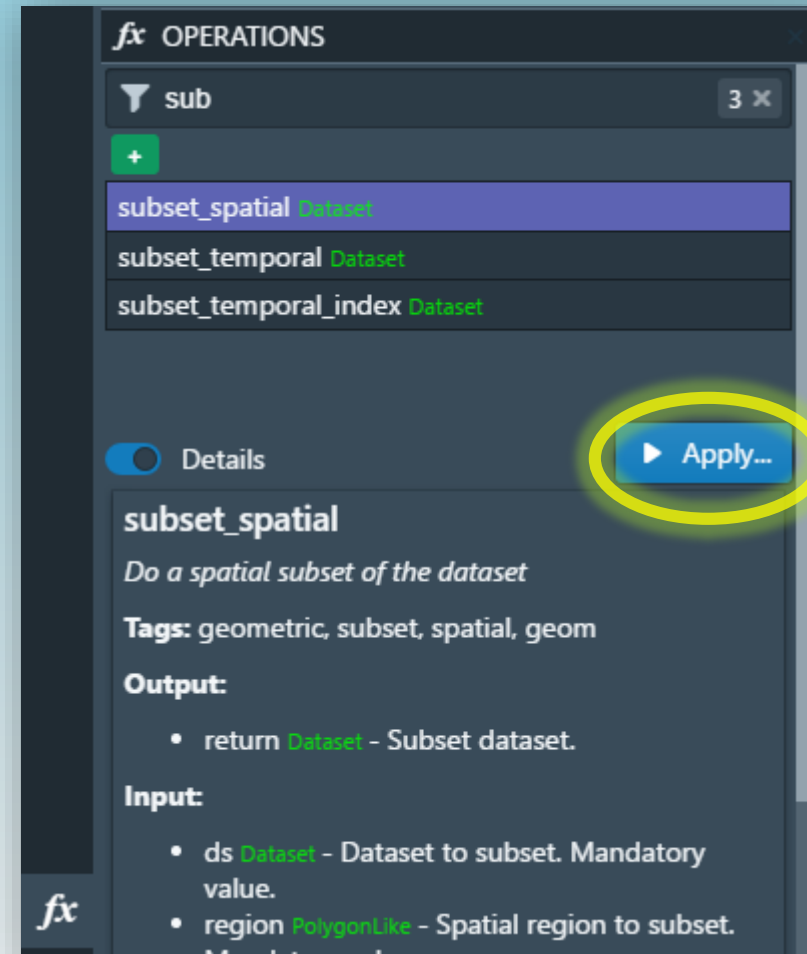 fx OPERATIONS
sub 3 ×
+
subset_spatial Dataset
subset_temporal Dataset
subset_temporal_index Dataset
Details Apply...
subset_spatial
Do a spatial subset of the dataset
Tags: geometric, subset, spatial, geom
Output:
• return Dataset - Subset dataset.
Input:
• ds Dataset - Dataset to subset. Mandatory
value.
• region PolygonLike - Spatial region to subset.
fx